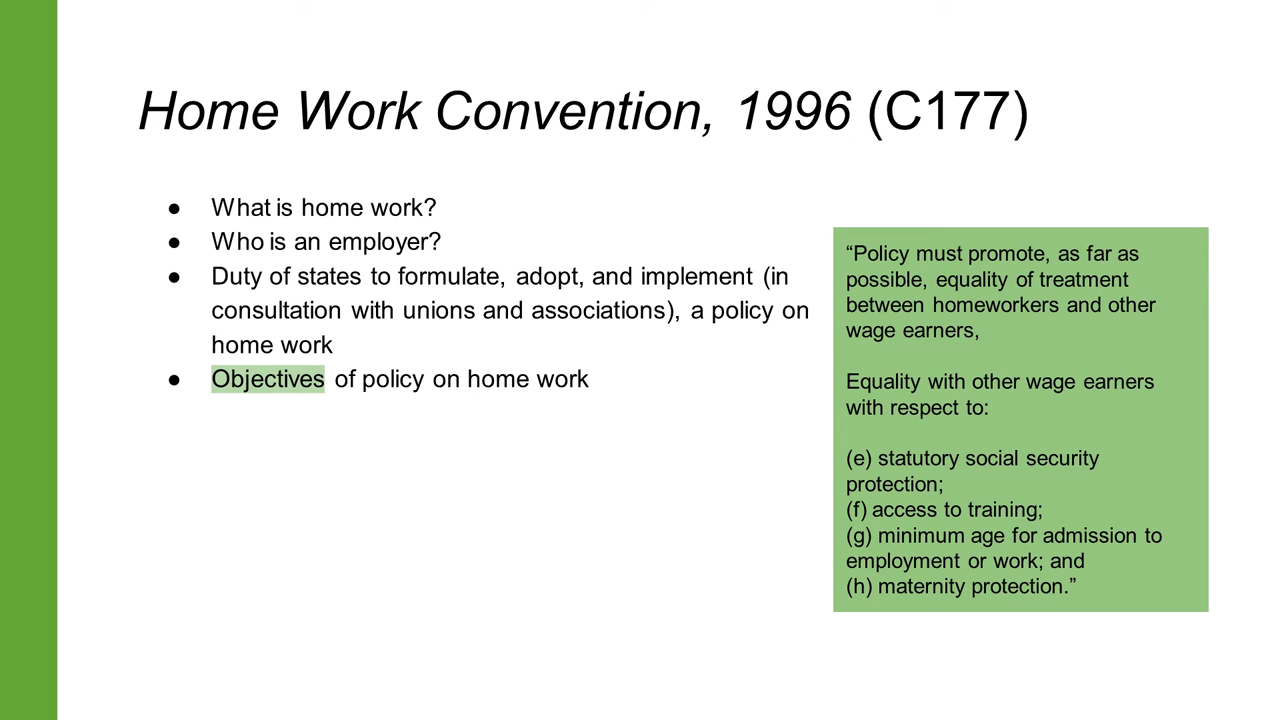 Home Work Convention, 1996 (C177)
● What is home work?
● Who is an employer?
● Duty of states to formulate, adopt, and implement (in
consultation with unions and associations), a policy on
home work
● Objectives of policy on home work
“Policy must promote, as far as
possible, equality of treatment
between homeworkers and other
wage earners,
Equality with other wage earners
with respect to:
(e) statutory social security
protection;
(f) access to training;
(g) minimum age for admission to
employment or work; and
(h) maternity protection.”